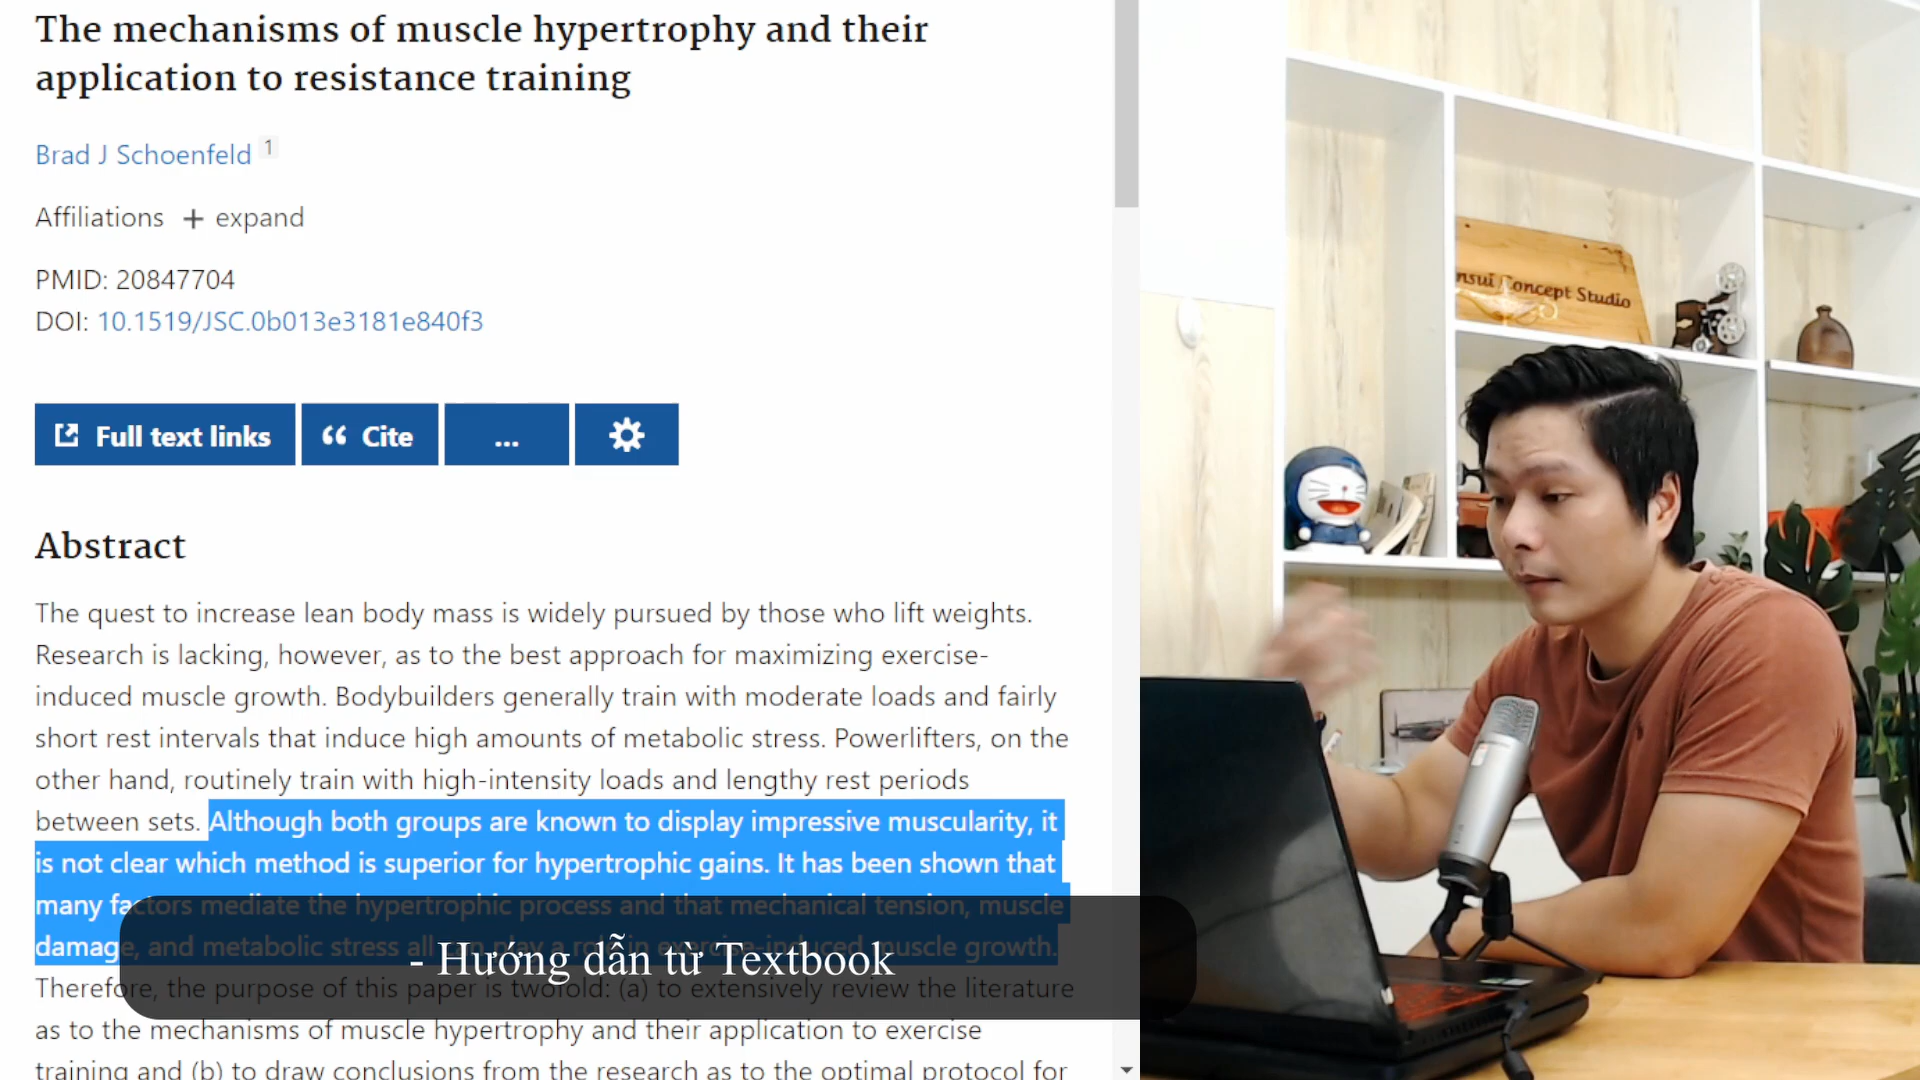 The mechanisms of muscle hypertrophy and their
application to resistance training
Brad J Schoenfeld 1
Affiliations + expand
PMID: 20847704
DOI: 10.1519/JSC.0b013e3181e840f3
Full text links
Cite
...
Abstract
The quest to increase lean body mass is widely pursued by those who lift weights.
Research is lacking, however, as to the best approach for maximizing exercise-
induced muscle growth. Bodybuilders generally train with moderate loads and fairly
short rest intervals that induce high amounts of metabolic stress. Powerlifters, on the
other hand, routinely train with high-intensity loads and lengthy rest periods
between sets. Although both groups are known to display impressive muscularity, it
is not clear which method is superior for hypertrophic gains. It has been shown that
many factors mediate the hypertrophic process and that mechanical tension, muscle
damage, and metabolic stress all can play a role in exercise-induced muscle growth.
- Hướng dẫn từ Textbook
Therefore, the purpose of this paper is twofold: (a) to extensively review the literature
as to the mechanisms of muscle hypertrophy and their application to exercise
training and (b) to draw conclusions from the research as to the optimal protocol for
Concept Studio